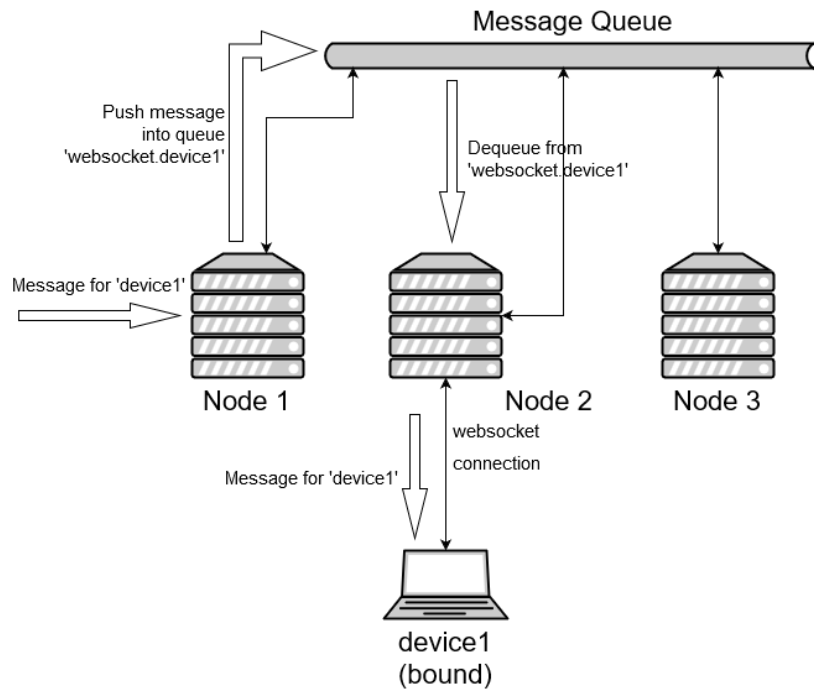 Message Queue
Push message
into queue
'websocket.device1'
Dequeue from
'websocket.device1'
Message for 'device1'
Node 1
Node 2
Node 3
websocket
connection
Message for 'device1'
device1
(bound)